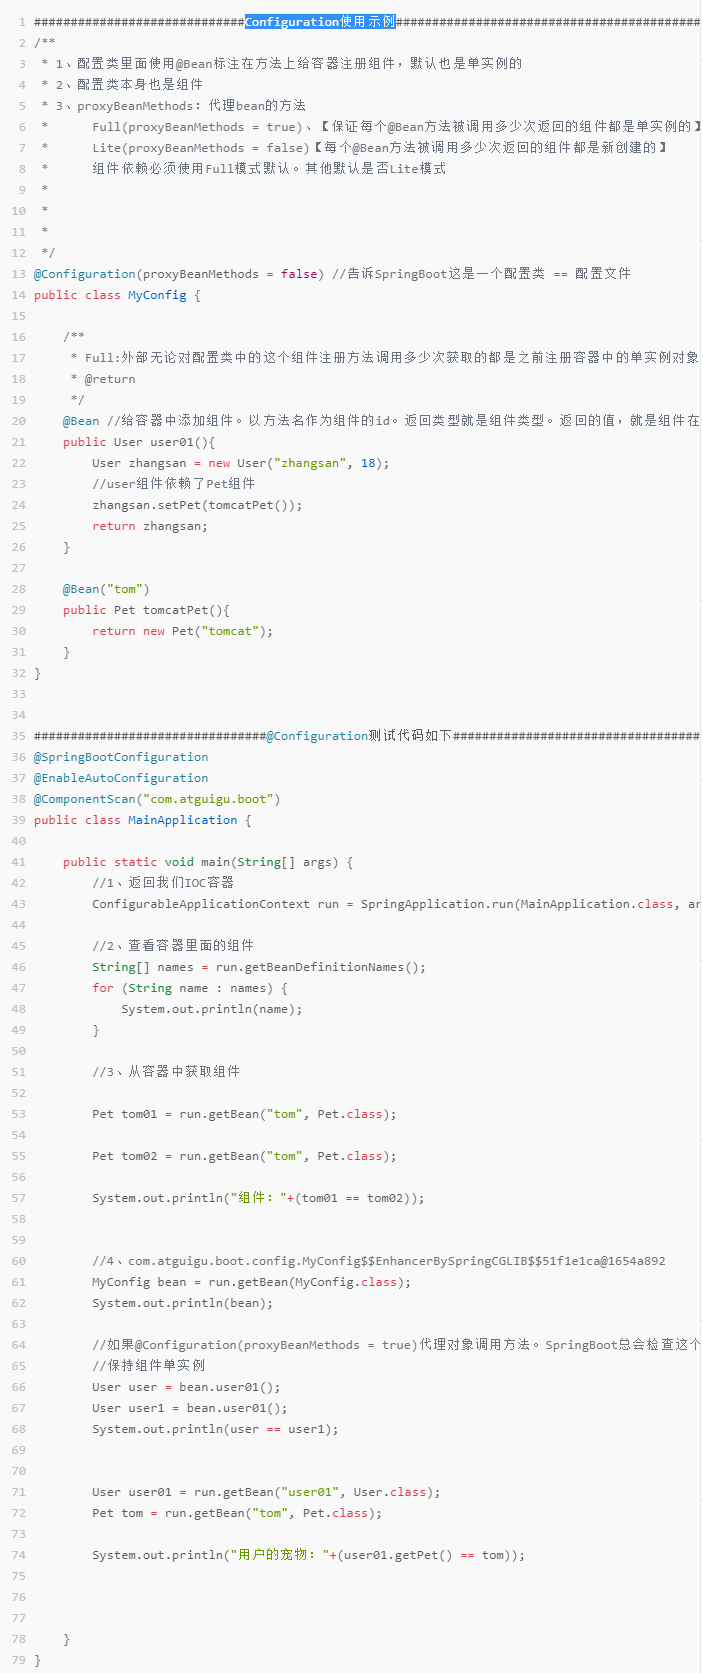 1 #############################Configuration使用示例##########################################
2 /**
3  * 1、配置类里面使用@Bean标注在方法上给容器注册组件，默认也是单实例的
4  * 2、配置类本身也是组件
5  * 3、proxyBeanMethods：代理bean的方法
6  *      Full(proxyBeanMethods = true)、【保证每个@Bean方法被调用多少次返回的组件都是单实例的】
7  *      Lite(proxyBeanMethods = false)【每个@Bean方法被调用多少次返回的组件都是新创建的】
8  *      组件依赖必须使用Full模式默认。其他默认是否Lite模式
9  *
10  *
11  *
12  */
13 @Configuration(proxyBeanMethods = false) //告诉SpringBoot这是一个配置类 == 配置文件
14 public class MyConfig {
15
16     /**
17      * Full:外部无论对配置类中的这个组件注册方法调用多少次获取的都是之前注册容器中的单实例对象
18      * @return
19      */
20     @Bean //给容器中添加组件。以方法名作为组件的id。返回类型就是组件类型。返回的值，就是组件在
21     public User user01(){
22         User zhangsan = new User("zhangsan", 18);
23         //user组件依赖了Pet组件
24         zhangsan.setPet(tomcatPet());
25         return zhangsan;
26     }
27
28     @Bean("tom")
29     public Pet tomcatPet(){
30         return new Pet("tomcat");
31     }
32 }
33
34
35 ################################@Configuration测试代码如下##################################
36 @SpringBootConfiguration
37 @EnableAutoConfiguration
38 @ComponentScan("com.atguigu.boot")
39 public class MainApplication {
40
41     public static void main(String[] args) {
42         //1、返回我们IOC容器
43         ConfigurableApplicationContext run = SpringApplication.run(MainApplication.class, ar
44
45         //2、查看容器里面的组件
46         String[] names = run.getBeanDefinitionNames();
47         for (String name : names) {
48             System.out.println(name);
49         }
50
51         //3、从容器中获取组件
52
53         Pet tom01 = run.getBean("tom", Pet.class);
54
55         Pet tom02 = run.getBean("tom", Pet.class);
56
57         System.out.println("组件："+(tom01 == tom02));
58
59
60         //4、com.atguigu.boot.config.MyConfig$$EnhancerBySpringCGLIB$$51f1e1ca@1654a892
61         MyConfig bean = run.getBean(MyConfig.class);
62         System.out.println(bean);
63
64         //如果@Configuration(proxyBeanMethods = true)代理对象调用方法。SpringBoot总会检查这个
65         //保持组件单实例
66         User user = bean.user01();
67         User user1 = bean.user01();
68         System.out.println(user == user1);
69
70
71         User user01 = run.getBean("user01", User.class);
72         Pet tom = run.getBean("tom", Pet.class);
73
74         System.out.println("用户的宠物："+(user01.getPet() == tom));
75
76
77
78     }
79 }